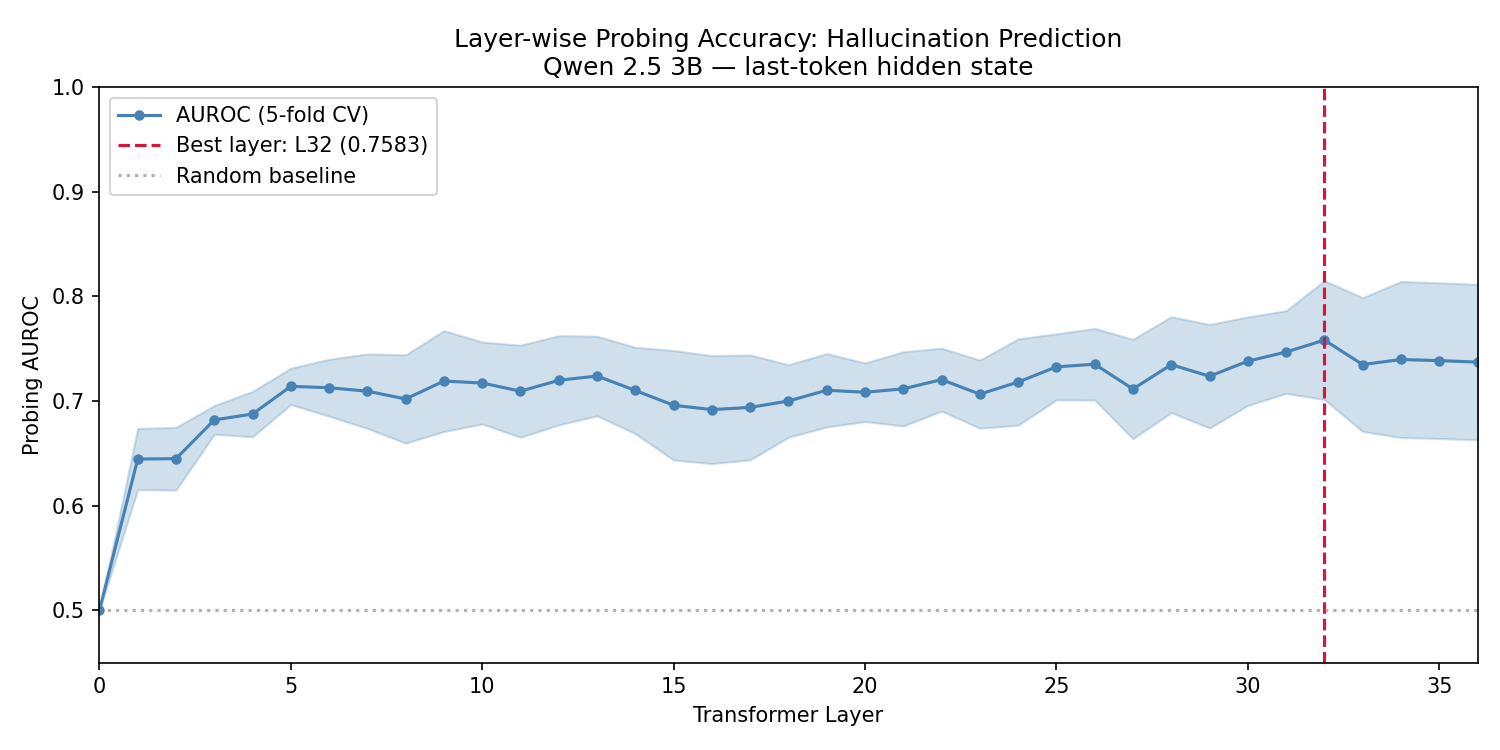 Layer-wise Probing Accuracy: Hallucination Prediction
Qwen 2.5 3B — last-token hidden state
AUROC (5-fold CV)
Best layer: L32 (0.7583)
Random baseline
Probing AUROC
1.0
0.9
0.8
0.7
0.6
0.5
0 5 10 15 20 25 30 35
Transformer Layer